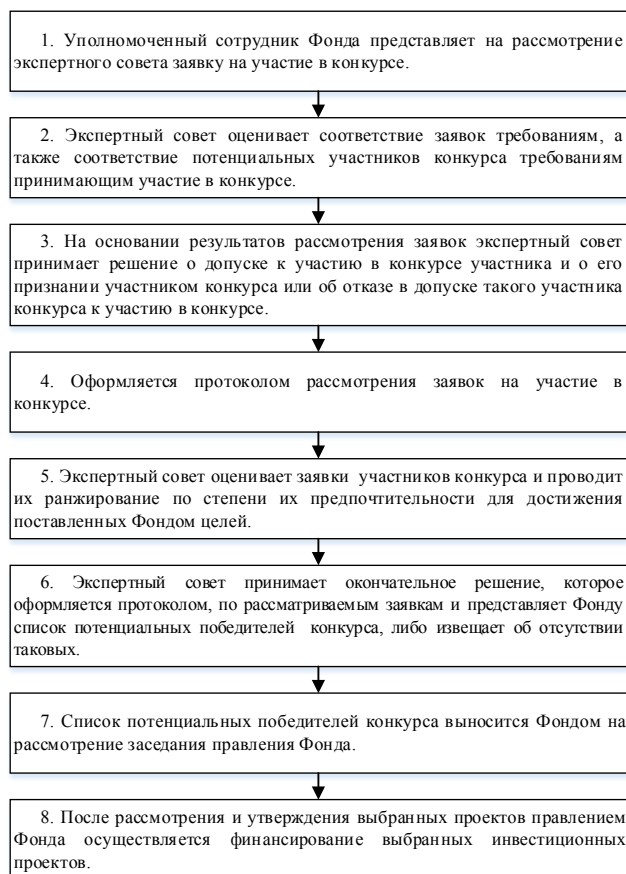 1. Уполномоченный сотрудник Фонда представляет на рассмотрение
экспертного совета заявку на участие в конкурсе.
2. Экспертный совет оценивает соответствие заявок требованиям, а
также соответствие потенциальных участников конкурса требованиям
принимающим участие в конкурсе.
3. На основании результатов рассмотрения заявок экспертный совет
принимает решение о допуске к участию в конкурсе участника и о его
признании участником конкурса или об отказе в допуске такого участника
конкурса к участию в конкурсе.
4. Оформляется протоколом рассмотрения заявок на участие в
конкурсе.
5. Экспертный совет оценивает заявки участников конкурса и проводит
их ранжирование по степени их предпочтительности для достижения
поставленных Фондом целей.
6. Экспертный совет принимает окончательное решение, которое
оформляется протоколом, по рассматриваемым заявкам и представляет Фонду
список потенциальных победителей конкурса, либо извещает об отсутствии
таковых.
7. Список потенциальных победителей конкурса выносится Фондом на
рассмотрение заседания правления Фонда.
8. После рассмотрения и утверждения выбранных проектов правлением
Фонда осуществляется финансирование выбранных инвестиционных
проектов.